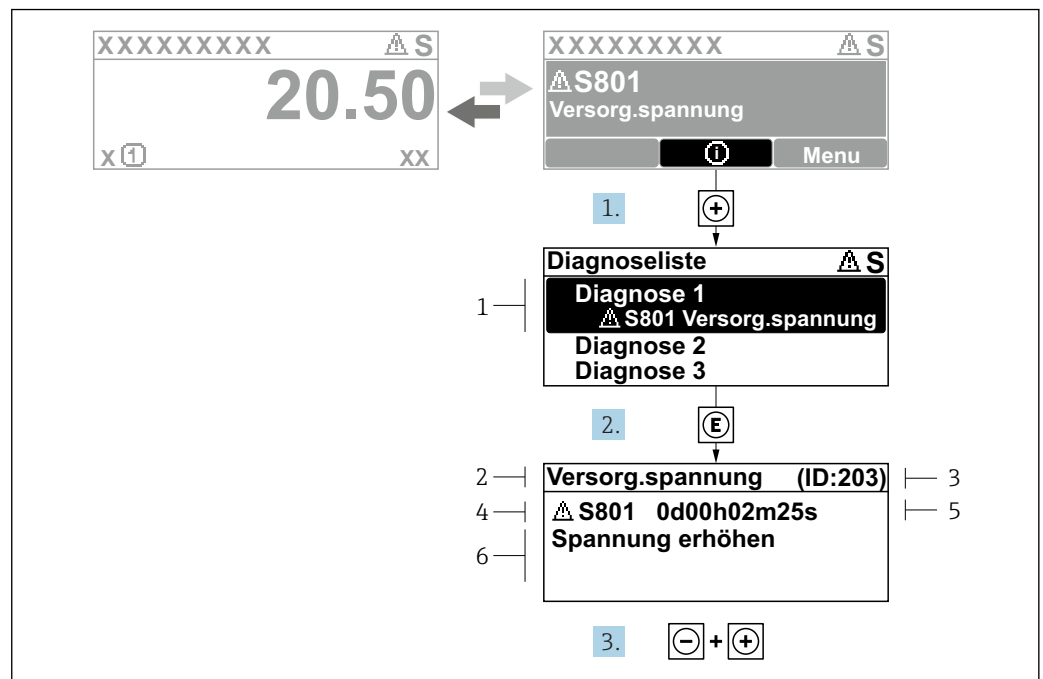 XXXXXXXXX ⚠ S
20.50
x 1 xx
XXXXXXXXX ⚠ S
⚠ S801
Versorg.spannung
i Menu
1. +
Diagnoseliste ⚠ S
1
Diagnose 1
⚠ S801 Versorg.spannung
Diagnose 2
Diagnose 3
2. E
2 Versorg.spannung (ID:203) 3
4 ⚠ S801 0d00h02m25s 5
6 Spannung erhöhen
3. - + +